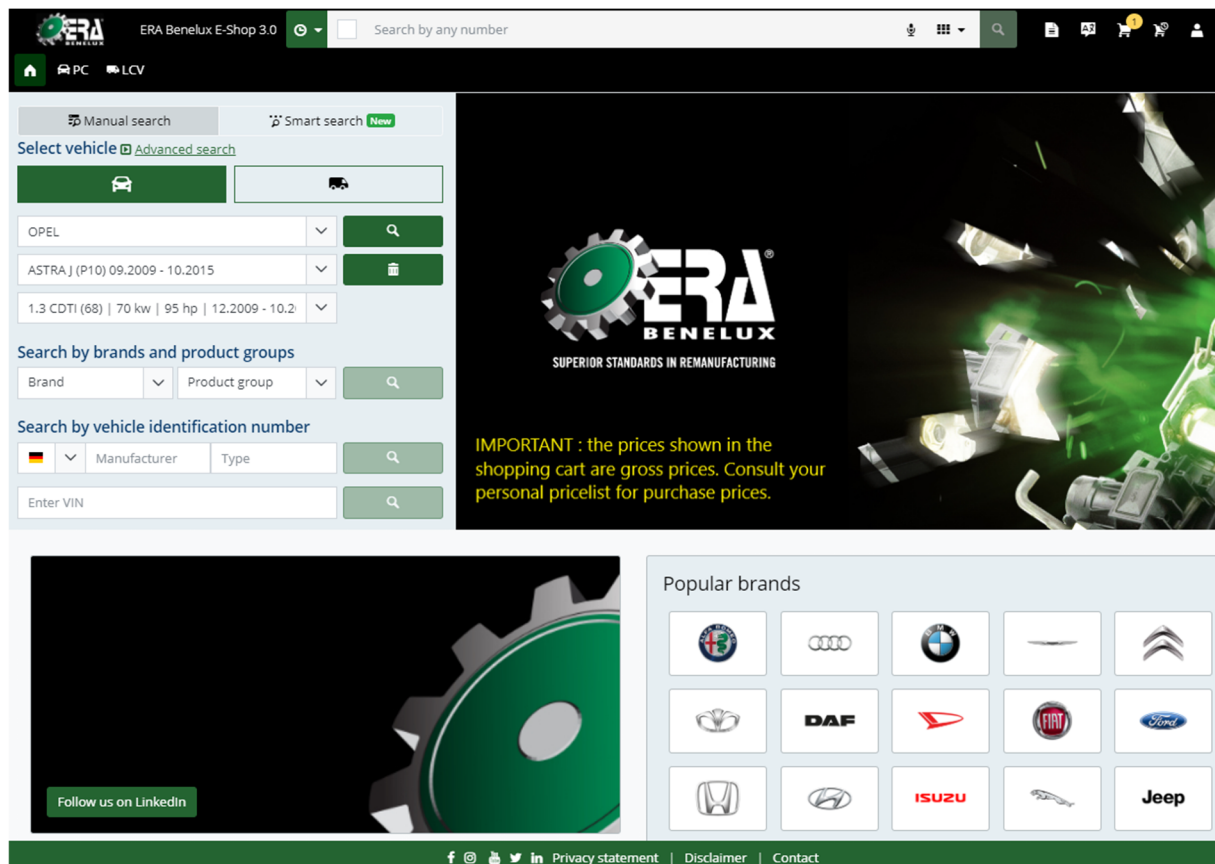 ERA
BENELUX
ERA Benelux E-Shop 3.0
Search by any number
1
PC
LCV
Manual search
Smart search New
Select vehicle Advanced search
OPEL
ASTRA J (P10) 09.2009 - 10.2015
1.3 CDTI (68) | 70 kw | 95 hp | 12.2009 - 10.2
Search by brands and product groups
Brand
Product group
Search by vehicle identification number
Manufacturer
Type
Enter VIN
ERA®
BENELUX
SUPERIOR STANDARDS IN REMANUFACTURING
IMPORTANT : the prices shown in the
shopping cart are gross prices. Consult your
personal pricelist for purchase prices.
Follow us on LinkedIn
Popular brands
ALFA ROMEO
BMW
DAF
FIAT
Ford
ISUZU
Jeep
Privacy statement | Disclaimer | Contact